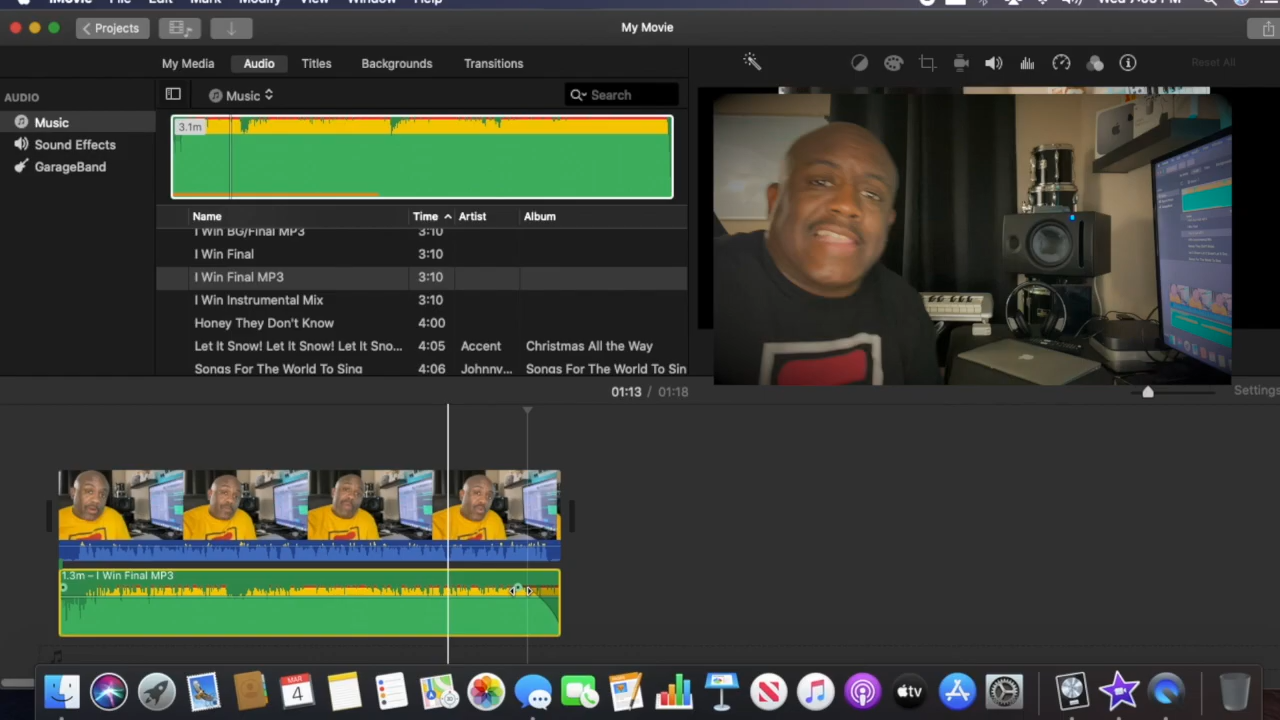 iMovie File Edit Mark Modify View Window Help
Projects
My Movie
My Media Audio Titles Backgrounds Transitions
Reset All
AUDIO
Music
Search
Music
Sound Effects
GarageBand
3.1m
Name Time Artist Album
I Win BG/Final MP3 3:10
I Win Final 3:10
I Win Final MP3 3:10
I Win Instrumental Mix 3:10
Honey They Don't Know 4:00
Let It Snow! Let It Snow! Let It Sno... 4:05 Accent Christmas All the Way
Songs For The World To Sing 4:06 Johnny... Songs For The World To Sin
01:13 / 01:18
Settings
1.3m – I Win Final MP3
MAR
4
tv